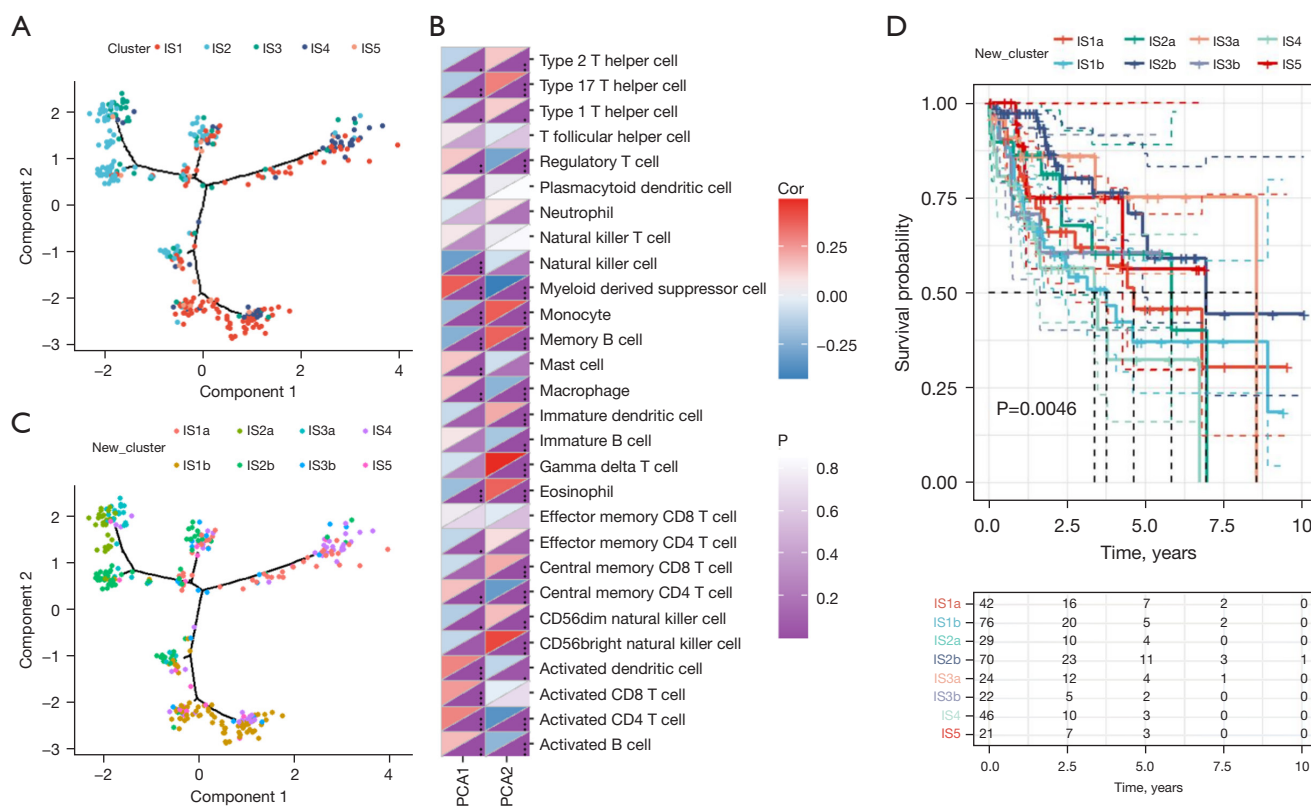 A
Cluster IS1 IS2 IS3 IS4 IS5
Component 2
2
1
0
−1
−2
−3
−2 0 2 4
Component 1
B
Type 2 T helper cell
Type 17 T helper cell
Type 1 T helper cell
T follicular helper cell
Regulatory T cell
Plasmacytoid dendritic cell
Neutrophil
Natural killer T cell
Natural killer cell
Myeloid derived suppressor cell
Monocyte
Memory B cell
Mast cell
Macrophage
Immature dendritic cell
Immature B cell
Gamma delta T cell
Eosinophil
Effector memory CD8 T cell
Effector memory CD4 T cell
Central memory CD8 T cell
Central memory CD4 T cell
CD56dim natural killer cell
CD56bright natural killer cell
Activated dendritic cell
Activated CD8 T cell
Activated CD4 T cell
Activated B cell
PCA1
PCA2
Cor
0.25
0.00
−0.25
P
0.8
0.6
0.4
0.2
C
New_cluster
IS1a IS2a IS3a IS4
IS1b IS2b IS3b IS5
Component 2
2
1
0
−1
−2
−3
−2 0 2 4
Component 1
D
New_cluster
IS1a IS2a IS3a IS4
IS1b IS2b IS3b IS5
Survival probability
1.00
0.75
0.50
0.25
0.00
P=0.0046
0.0 2.5 5.0 7.5 10.0
Time, years
IS1a 42 16 7 2 0
IS1b 76 20 5 2 0
IS2a 29 10 4 0 0
IS2b 70 23 11 3 1
IS3a 24 12 4 1 0
IS3b 22 5 2 0 0
IS4 46 10 3 0 0
IS5 21 7 3 0 0
0.0 2.5 5.0 7.5 10.0
Time, years